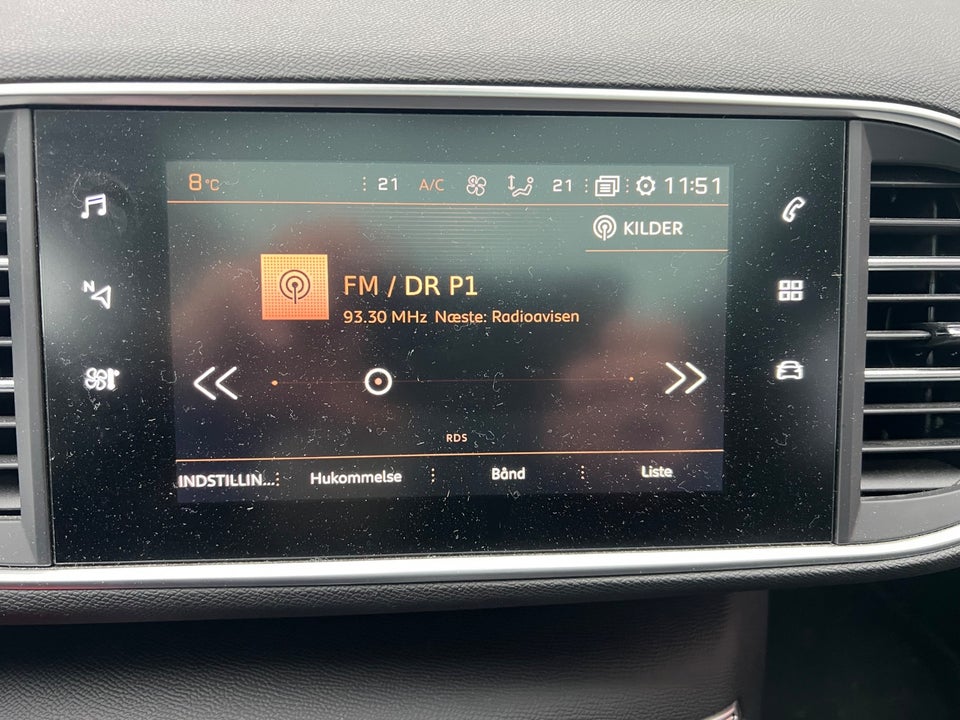 8°C 21 A/C 21 11:51
KILDER
N
FM / DR P1
93.30 MHz Næste: Radioavisen
RDS
INDSTILLIN... Hukommelse Bånd Liste